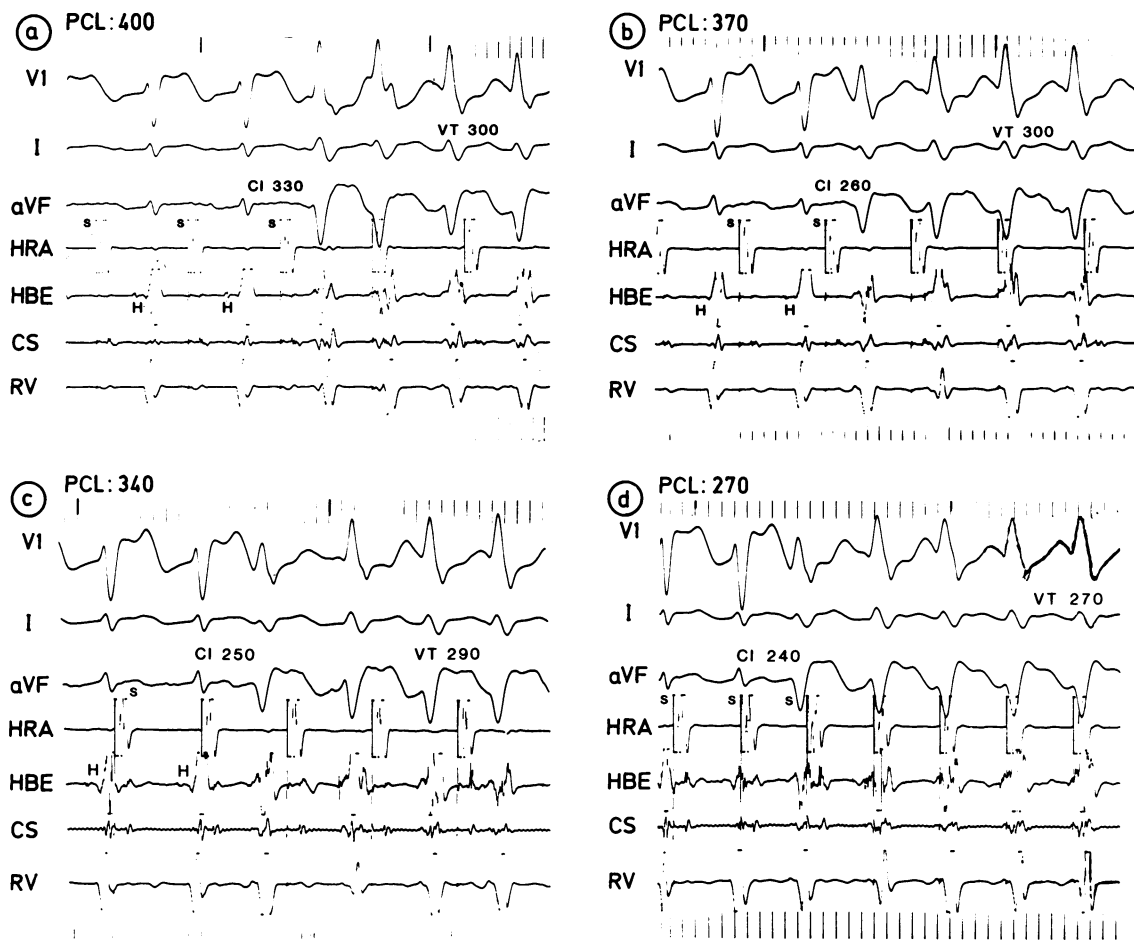 a PCL: 400
V1
I
VT 300
aVF
CI 330
S S S
HRA
HBE
H H
CS
RV
b PCL: 370
V1
I
VT 300
aVF
CI 260
S S
HRA
HBE
H H
CS
RV
c PCL: 340
V1
I
aVF
CI 250 VT 290
S
HRA
HBE
H H
CS
RV
d PCL: 270
V1
I
VT 270
aVF
CI 240
S S S
HRA
HBE
CS
RV